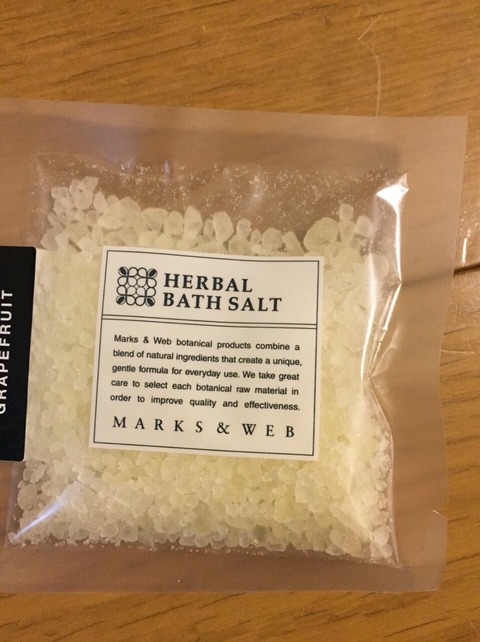 GRAPEFRUIT
HERBAL
BATH SALT
Marks & Web botanical products combine a
blend of natural ingredients that create a unique,
gentle formula for everyday use. We take great
care to select each botanical raw material in
order to improve quality and effectiveness.
MARKS & WEB